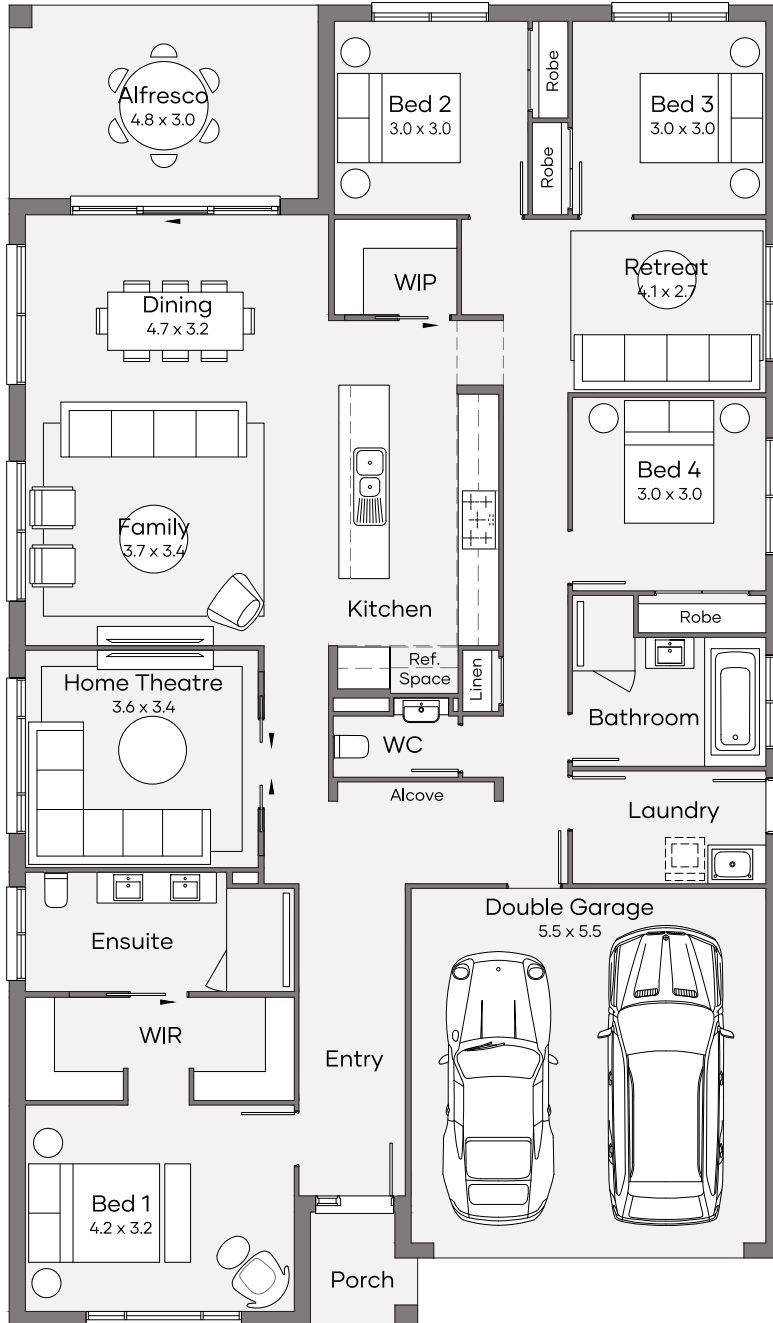 Alfresco
4.8 x 3.0
Bed 2
3.0 x 3.0
Robe
Robe
Bed 3
3.0 x 3.0
Dining
4.7 x 3.2
WIP
Retreat
4.1 x 2.7
Family
3.7 x 3.4
Kitchen
Bed 4
3.0 x 3.0
Robe
Ref.
Space
Linen
Home Theatre
3.6 x 3.4
WC
Bathroom
Alcove
Laundry
Ensuite
Double Garage
5.5 x 5.5
WIR
Entry
Bed 1
4.2 x 3.2
Porch